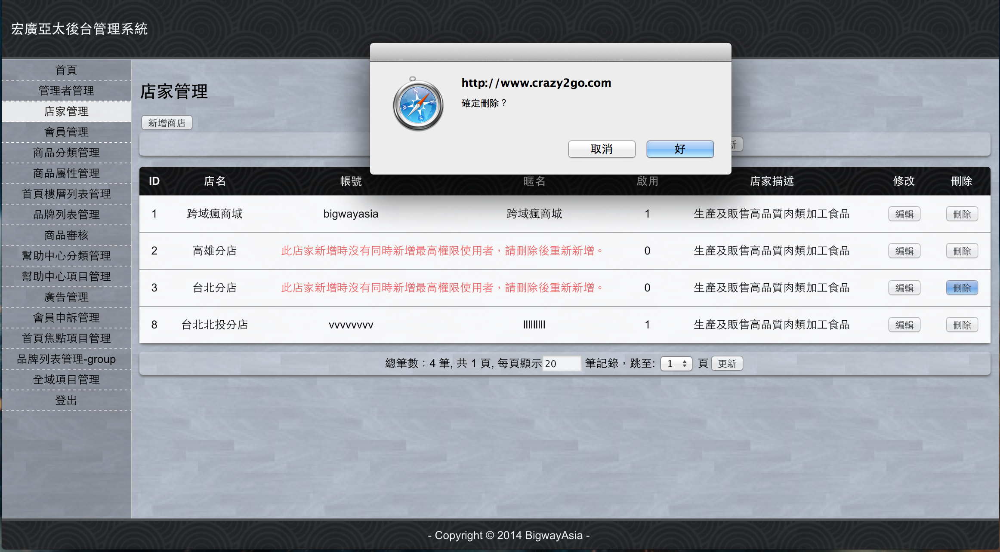 宏廣亞太後台管理系統
http://www.crazy2go.com
確定刪除？
取消 好
首頁
管理者管理
店家管理
會員管理
商品分類管理
商品屬性管理
首頁樓層列表管理
品牌列表管理
商品審核
幫助中心分類管理
幫助中心項目管理
廣告管理
會員申訴管理
首頁焦點項目管理
品牌列表管理-group
全域項目管理
登出
店家管理
新增商店
ID 店名 帳號 暱名 啟用 店家描述 修改 刪除
1 跨域瘋商城 bigwayasia 跨域瘋商城 1 生產及販售高品質肉類加工食品 編輯 刪除
2 高雄分店 此店家新增時沒有同時新增最高權限使用者，請刪除後重新新增。 0 生產及販售高品質肉類加工食品 編輯 刪除
3 台北分店 此店家新增時沒有同時新增最高權限使用者，請刪除後重新新增。 0 生產及販售高品質肉類加工食品 編輯 刪除
8 台北北投分店 vvvvvvvv lllllllll 1 生產及販售高品質肉類加工食品 編輯 刪除
總筆數：4 筆, 共 1 頁, 每頁顯示 20 筆記錄，跳至: 1 頁 更新
- Copyright © 2014 BigwayAsia -